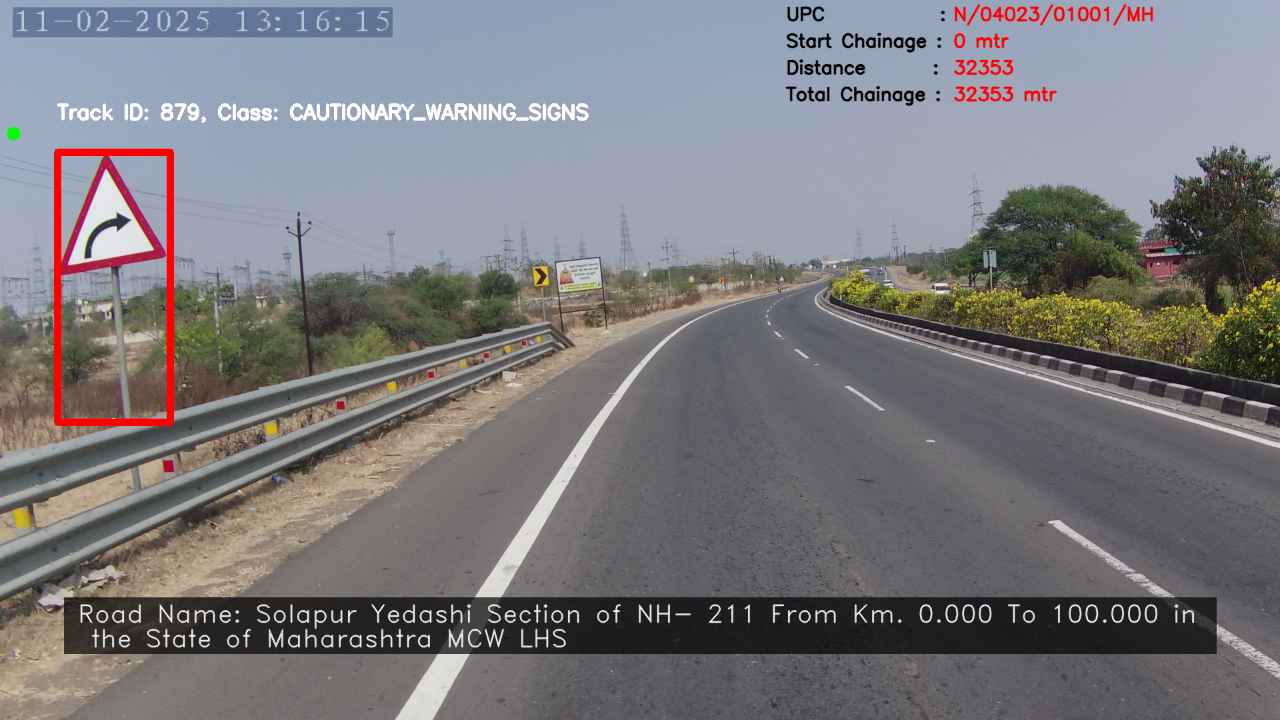 11-02-2025 13:16:15
UPC : N/04023/01001/MH
Start Chainage : 0 mtr
Distance : 32353
Total Chainage : 32353 mtr
Track ID: 879, Class: CAUTIONARY_WARNING_SIGNS
Road Name: Solapur Yedashi Section of NH- 211 From Km. 0.000 To 100.000 in
the State of Maharashtra MCW LHS